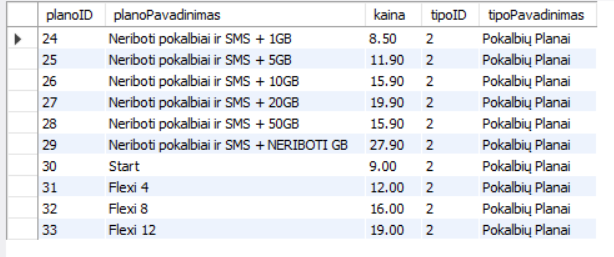 planoID planoPavadinimas kaina tipoID tipoPavadinimas
24 Neriboti pokalbiai ir SMS + 1GB 8.50 2 Pokalbių Planai
25 Neriboti pokalbiai ir SMS + 5GB 11.90 2 Pokalbių Planai
26 Neriboti pokalbiai ir SMS + 10GB 15.90 2 Pokalbių Planai
27 Neriboti pokalbiai ir SMS + 20GB 19.90 2 Pokalbių Planai
28 Neriboti pokalbiai ir SMS + 50GB 15.90 2 Pokalbių Planai
29 Neriboti pokalbiai ir SMS + NERIBOTI GB 27.90 2 Pokalbių Planai
30 Start 9.00 2 Pokalbių Planai
31 Flexi 4 12.00 2 Pokalbių Planai
32 Flexi 8 16.00 2 Pokalbių Planai
33 Flexi 12 19.00 2 Pokalbių Planai